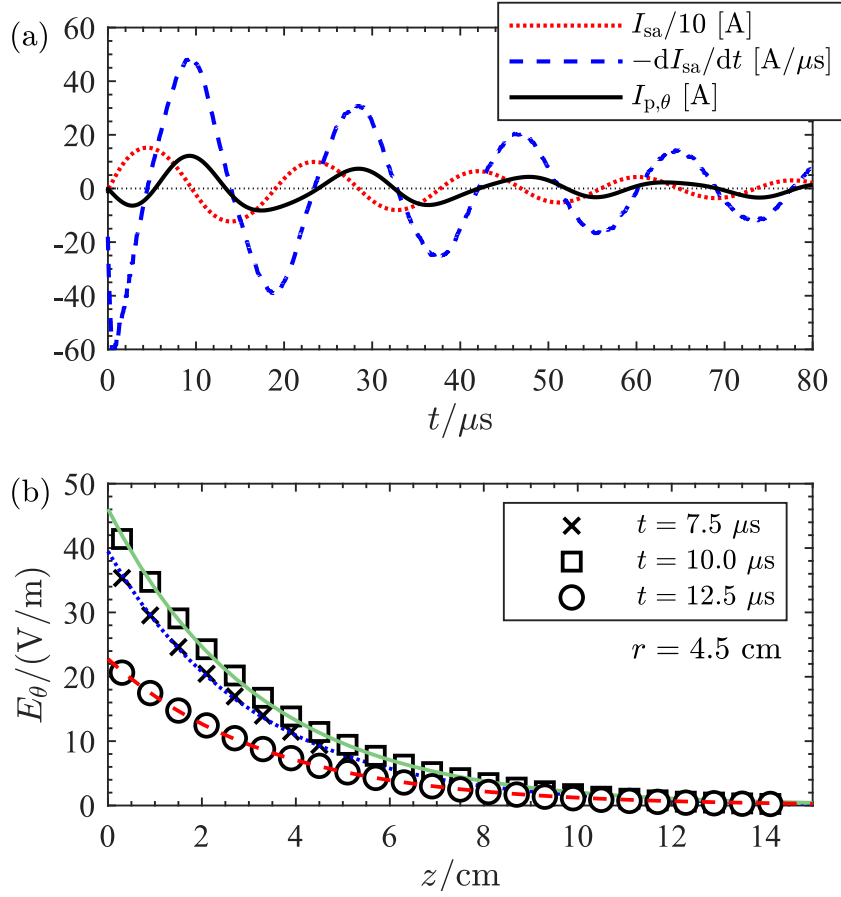 (a)
I_sa/10 [A]
−dI_sa/dt [A/μs]
I_p,θ [A]
60
40
20
0
-20
-40
-60
0 10 20 30 40 50 60 70 80
t/μs
(b)
50
40
30
20
10
0
E_θ/(V/m)
t = 7.5 μs
t = 10.0 μs
t = 12.5 μs
r = 4.5 cm
0 2 4 6 8 10 12 14
z/cm